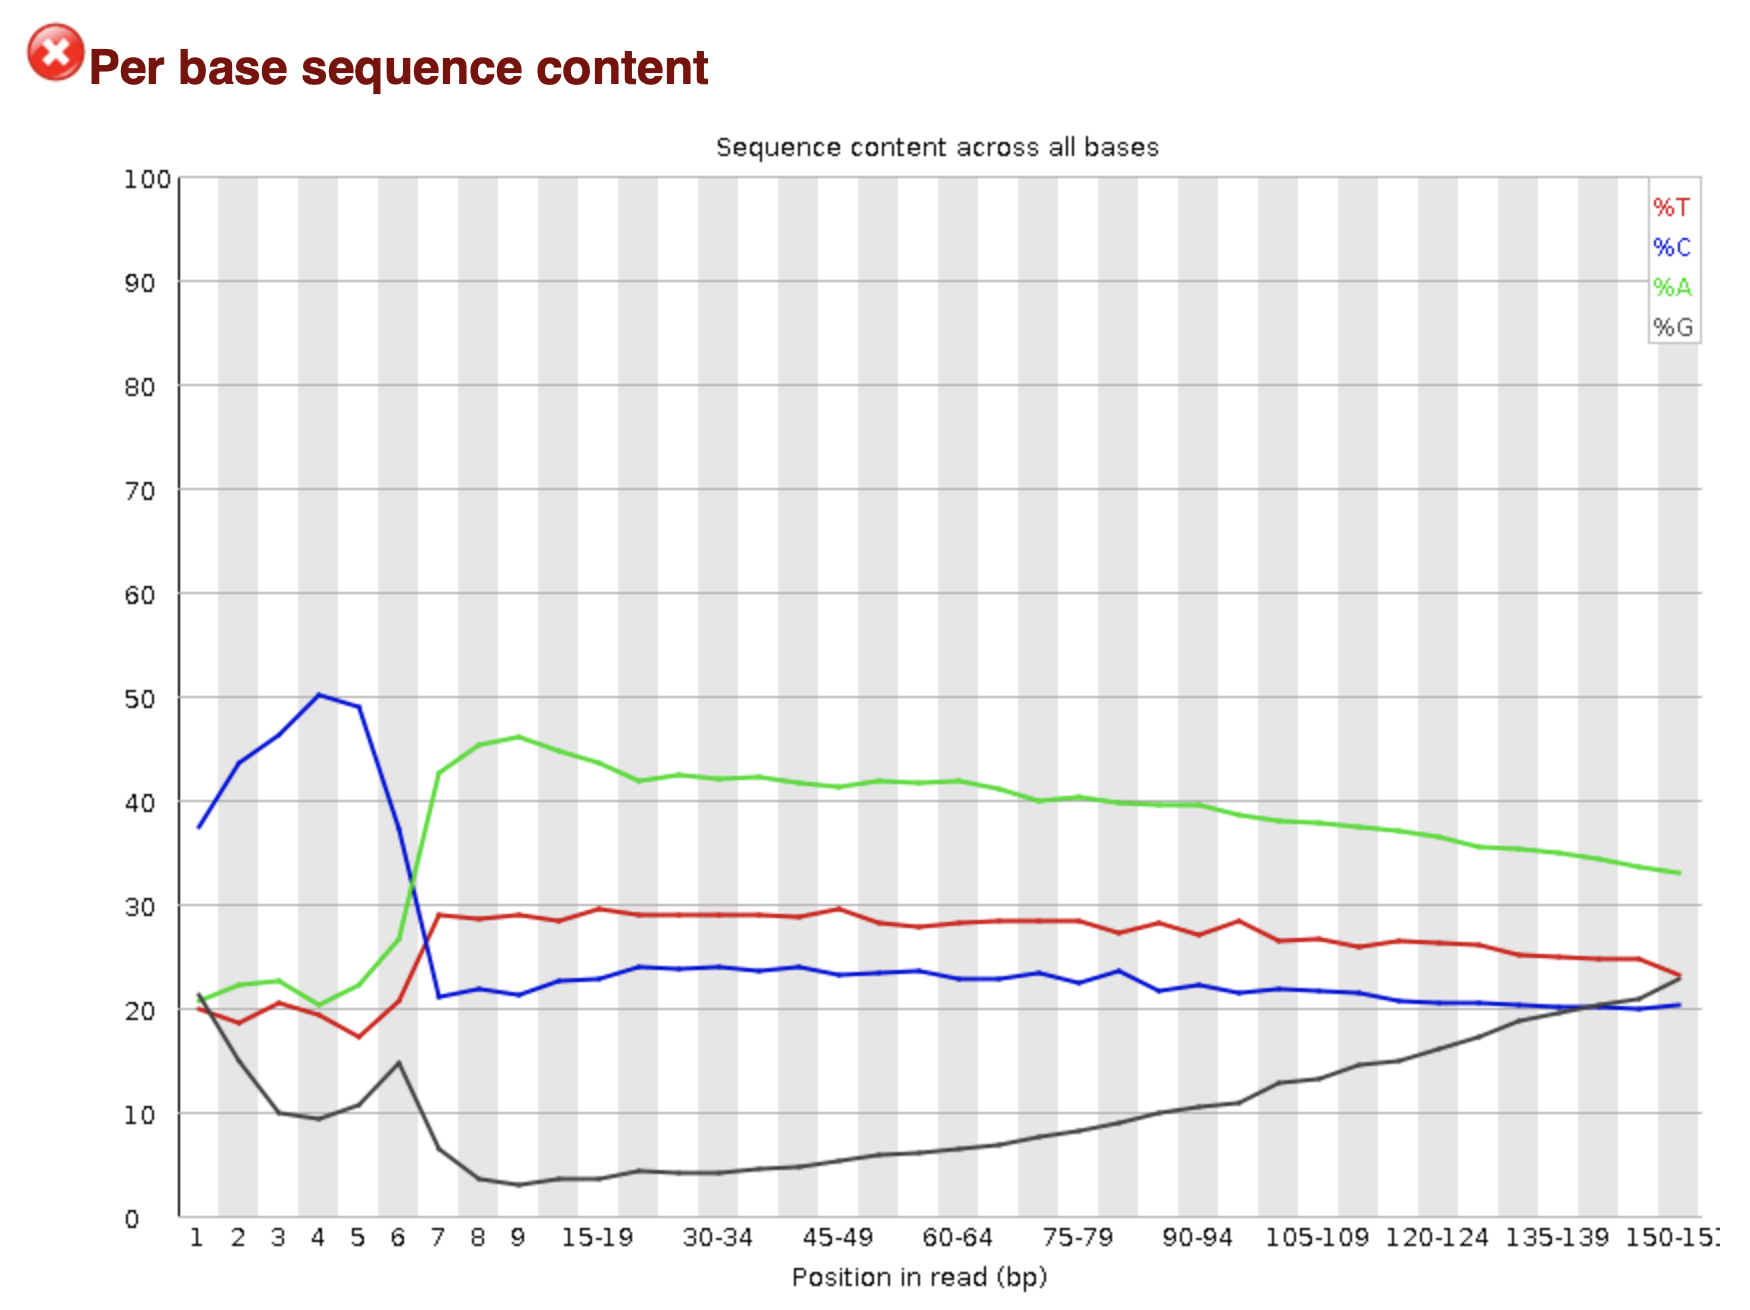 Per base sequence content
Sequence content across all bases
%T
%C
%A
%G
100
90
80
70
60
50
40
30
20
10
0
1 2 3 4 5 6 7 8 9 15-19 30-34 45-49 60-64 75-79 90-94 105-109 120-124 135-139 150-15
Position in read (bp)